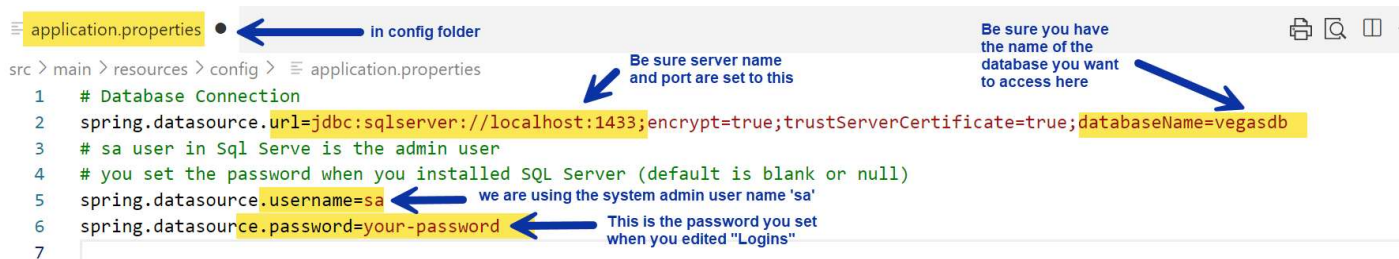 application.properties
in config folder
Be sure you have
the name of the
database you want
to access here
src > main > resources > config > application.properties
Be sure server name
and port are set to this
1 # Database Connection
2 spring.datasource.url=jdbc:sqlserver://localhost:1433;encrypt=true;trustServerCertificate=true;databaseName=vegasdb
3 # sa user in Sql Serve is the admin user
4 # you set the password when you installed SQL Server (default is blank or null)
5 spring.datasource.username=sa
we are using the system admin user name 'sa'
6 spring.datasource.password=your-password
This is the password you set
when you edited "Logins"
7